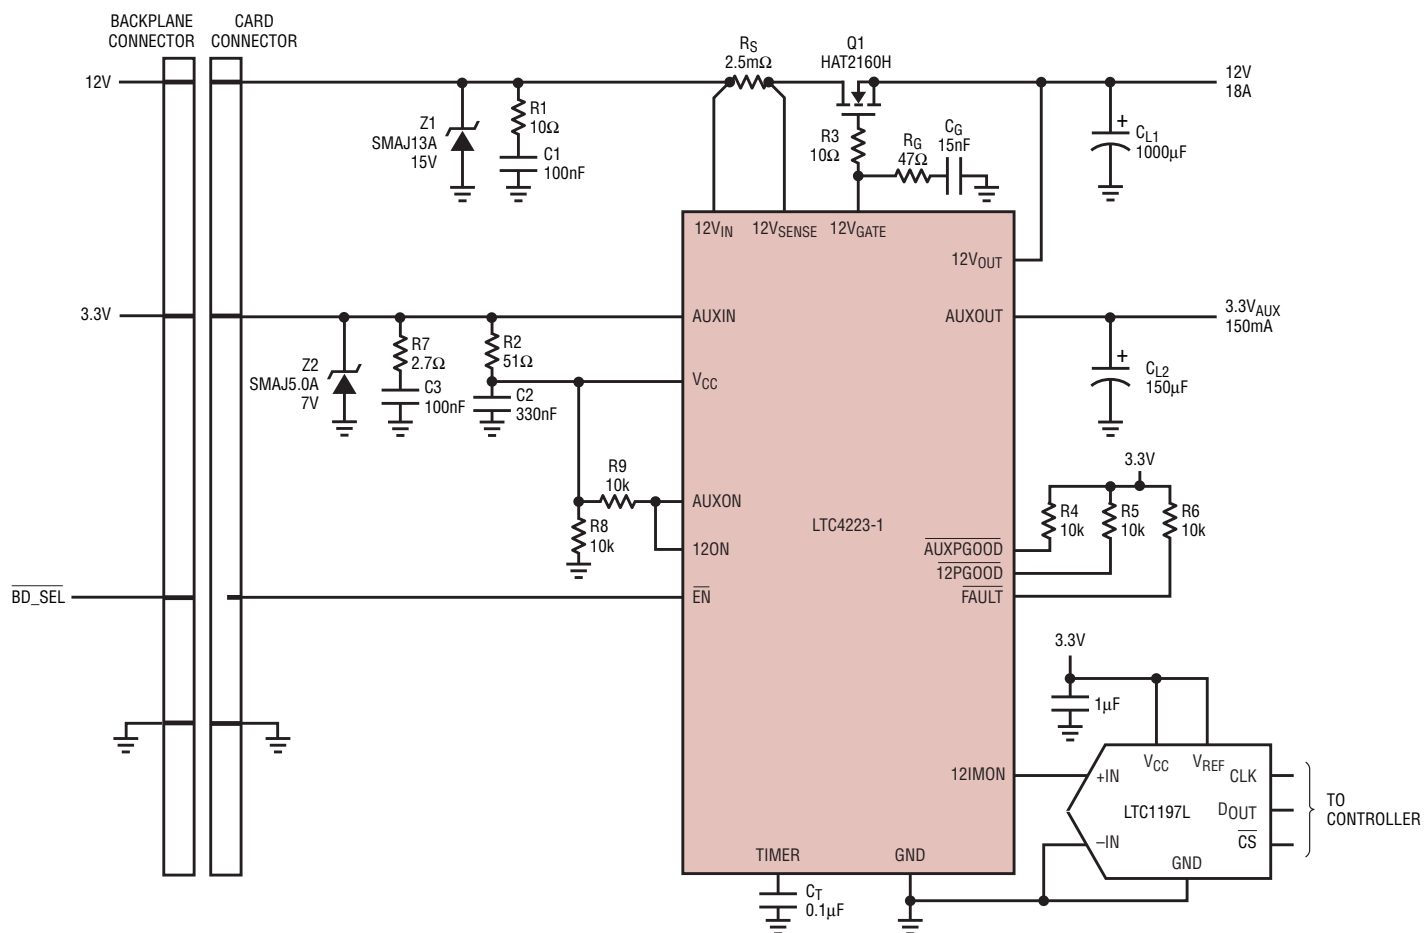 BACKPLANE
CONNECTOR
CARD
CONNECTOR
12V
RS
2.5mΩ
Q1
HAT2160H
12V
18A
Z1
SMAJ13A
15V
R1
10Ω
C1
100nF
R3
10Ω
RG
47Ω
CG
15nF
+
CL1
1000µF
12VIN
12VSENSE
12VGATE
12VOUT
3.3V
AUXIN
AUXOUT
3.3VAUX
150mA
Z2
SMAJ5.0A
7V
R7
2.7Ω
C3
100nF
R2
51Ω
C2
330nF
VCC
+
CL2
150µF
R9
10k
R8
10k
AUXON
12ON
LTC4223-1
3.3V
R4
10k
R5
10k
R6
10k
AUXPGOOD
12PGOOD
FAULT
BD_SEL
EN
3.3V
1µF
12IMON
+IN
–IN
VCC
VREF
CLK
LTC1197L
DOUT
CS
GND
TO
CONTROLLER
TIMER
GND
CT
0.1µF